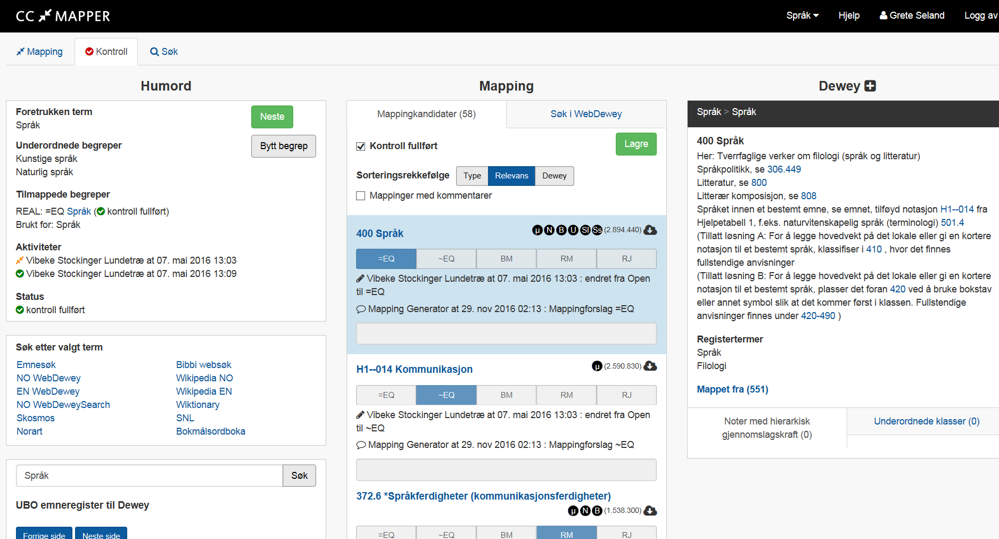 CC MAPPER
Språk
Hjelp
Grete Seland
Logg av
Mapping
Kontroll
Søk
Humord
Foretrukken term
Språk
Neste
Underordnede begreper
Bytt begrep
Kunstige språk
Naturlig språk
Tilmappede begreper
REAL: =EQ Språk (kontroll fullført)
Brukt for: Språk
Aktiviteter
Vibeke Stockinger Lundetræ at 07. mai 2016 13:03
Vibeke Stockinger Lundetræ at 07. mai 2016 13:09
Status
kontroll fullført
Søk etter valgt term
Emnesøk
NO WebDewey
EN WebDewey
NO WebDeweySearch
Skosmos
Norart
Bibbi websøk
Wikipedia NO
Wikipedia EN
Wiktionary
SNL
Bokmålsordboka
Språk
Søk
UBO emneregister til Dewey
Forrige side
Neste side
Mapping
Mappingkandidater (58)
Søk i WebDewey
Kontroll fullført
Lagre
Sorteringsrekkefølge
Type
Relevans
Dewey
Mappinger med kommentarer
400 Språk
µ N B U SI Ss (2.894.440)
=EQ
~EQ
BM
RM
RJ
Vibeke Stockinger Lundetræ at 07. mai 2016 13:03 : endret fra Open
til =EQ
Mapping Generator at 29. nov 2016 02:13 : Mappingforslag =EQ
H1--014 Kommunikasjon
µ (2.590.830)
=EQ
~EQ
BM
RM
RJ
Vibeke Stockinger Lundetræ at 07. mai 2016 13:03 : endret fra Open
til ~EQ
Mapping Generator at 29. nov 2016 02:13 : Mappingforslag ~EQ
372.6 *Språkferdigheter (kommunikasjonsferdigheter)
µ N B (1.538.300)
=EQ
~EQ
BM
RM
RJ
Dewey
Språk > Språk
400 Språk
Her: Tverrfaglige verker om filologi (språk og litteratur)
Språkpolitikk, se 306.449
Litteratur, se 800
Litterær komposisjon, se 808
Språket innen et bestemt emne, se emnet, tilføyd notasjon H1--014 fra
Hjelpetabell 1, f.eks. naturvitenskapelig språk (terminologi) 501.4
(Tillatt løsning A: For å legge hovedvekt på det lokale eller gi en kortere
notasjon til et bestemt språk, klassifiser i 410 , hvor det finnes
fullstendige anvisninger
(Tillatt løsning B: For å legge hovedvekt på det lokale eller gi en kortere
notasjon til et bestemt språk, plasser det foran 420 ved å bruke bokstav
eller annet symbol slik at det kommer først i klassen. Fullstendige
anvisninger finnes under 420-490 )
Registertermer
Språk
Filologi
Mappet fra (551)
Noter med hierarkisk
gjennomslagskraft (0)
Underordnede klasser (0)